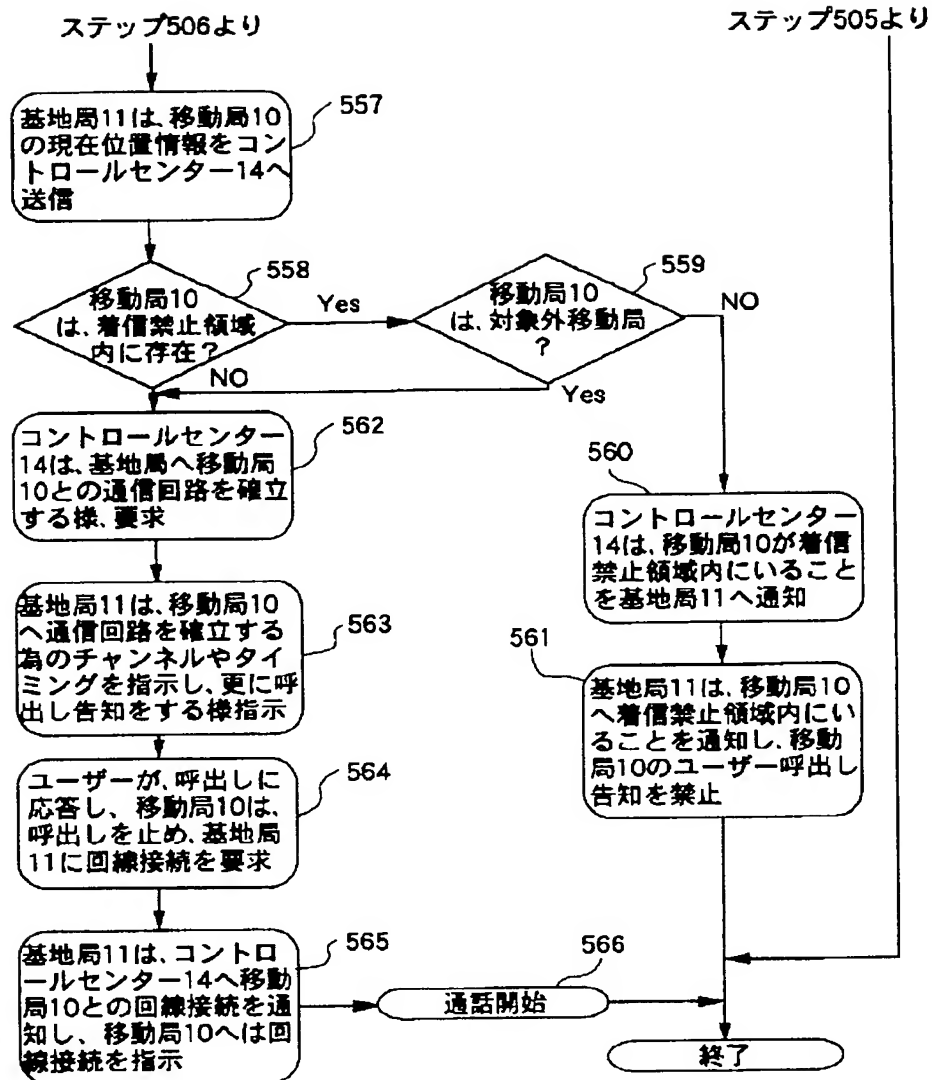 ステップ506より
ステップ505より
557
基地局11は、移動局10
の現在位置情報をコン
トロールセンター14へ
送信
558
移動局10
は、着信禁止領域
内に存在？
Yes
NO
559
移動局10
は、対象外移動局
？
NO
Yes
562
コントロールセンター
14は、基地局へ移動局
10との通信回路を確立
する様、要求
560
コントロールセンター
14は、移動局10が着信
禁止領域内にいること
を基地局11へ通知
563
基地局11は、移動局10
へ通信回路を確立する
為のチャンネルやタイ
ミングを指示し、更に呼
出し告知をする様指示
561
基地局11は、移動局10
へ着信禁止領域内にい
ることを通知し、移動
局10のユーザー呼出し
告知を禁止
564
ユーザーが、呼出しに
応答し、移動局10は、
呼出しを止め、基地局
11に回線接続を要求
565
基地局11は、コントロ
ールセンター14へ移動
局10との回線接続を通
知し、移動局10へは回
線接続を指示
566
通話開始
終了